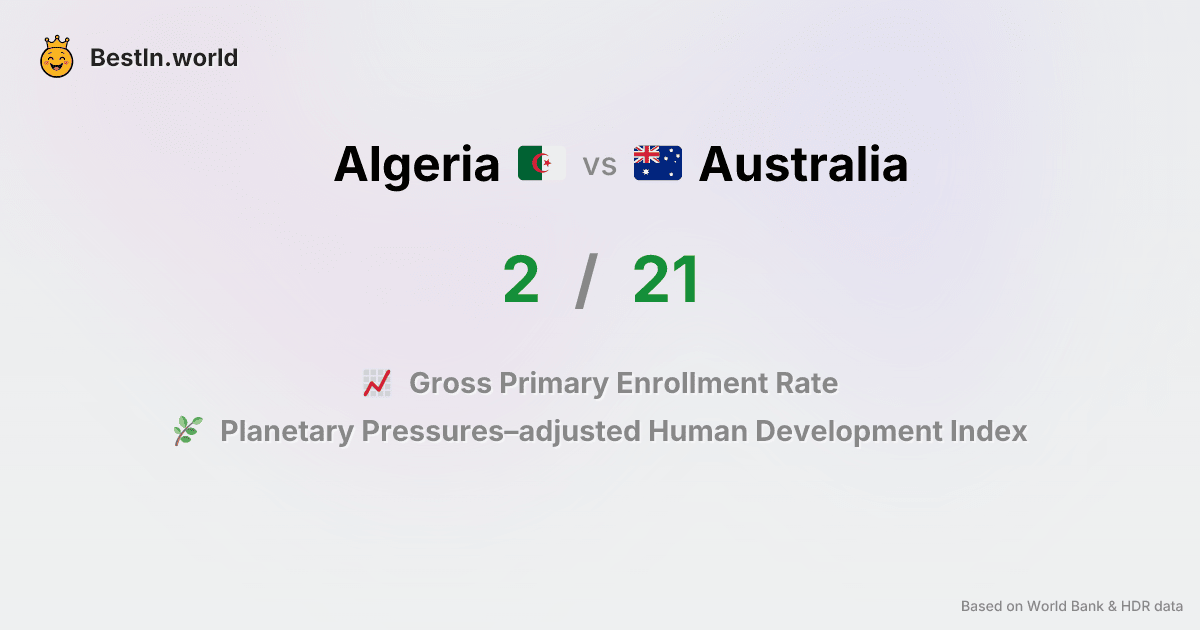 BestIn.world
Algeria vs Australia
2 / 21
Gross Primary Enrollment Rate
Planetary Pressures–adjusted Human Development Index
Based on World Bank & HDR data